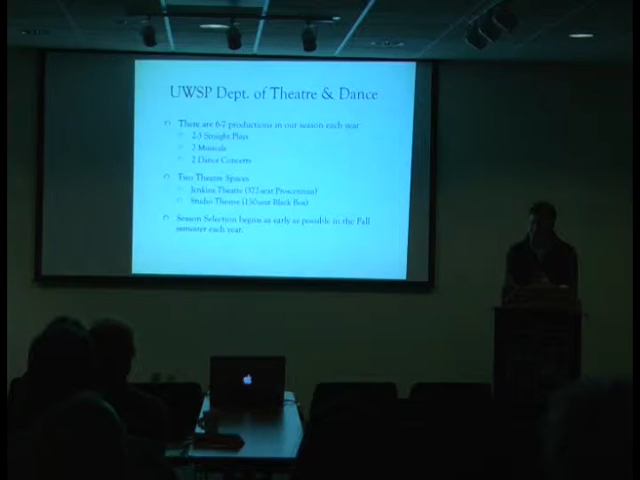 UWSP Dept. of Theatre & Dance
There are 6-7 productions in our season each year
2-3 Straight Plays
2 Musicals
2 Dance Concerts
Two Theatre Spaces
Jenkins Theatre (372-seat Proscenium)
Studio Theatre (150-seat Black Box)
Season Selection begins as early as possible in the Fall
semester each year.